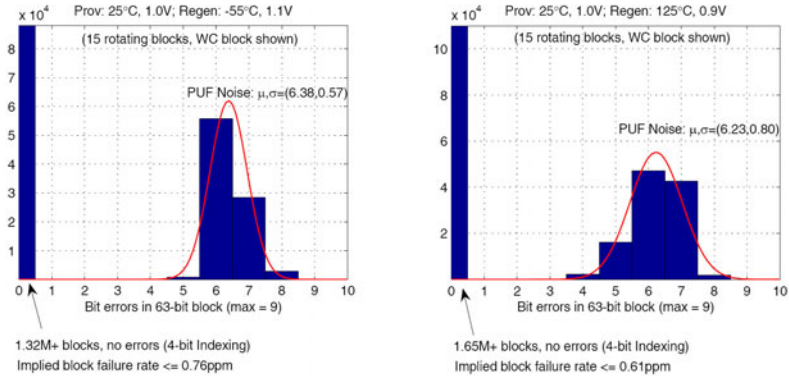 Prov: 25°C, 1.0V; Regen: -55°C, 1.1V
x 10⁴
(15 rotating blocks, WC block shown)
PUF Noise: μ,σ=(6.38,0.57)
8
7
6
5
4
3
2
1
0 1 2 3 4 5 6 7 8 9 10
Bit errors in 63-bit block (max = 9)
1.32M+ blocks, no errors (4-bit Indexing)
Implied block failure rate <= 0.76ppm
Prov: 25°C, 1.0V; Regen: 125°C, 0.9V
x 10⁴
(15 rotating blocks, WC block shown)
PUF Noise: μ,σ=(6.23,0.80)
10
8
6
4
2
0 1 2 3 4 5 6 7 8 9 10
Bit errors in 63-bit block (max = 9)
1.65M+ blocks, no errors (4-bit Indexing)
Implied block failure rate <= 0.61ppm